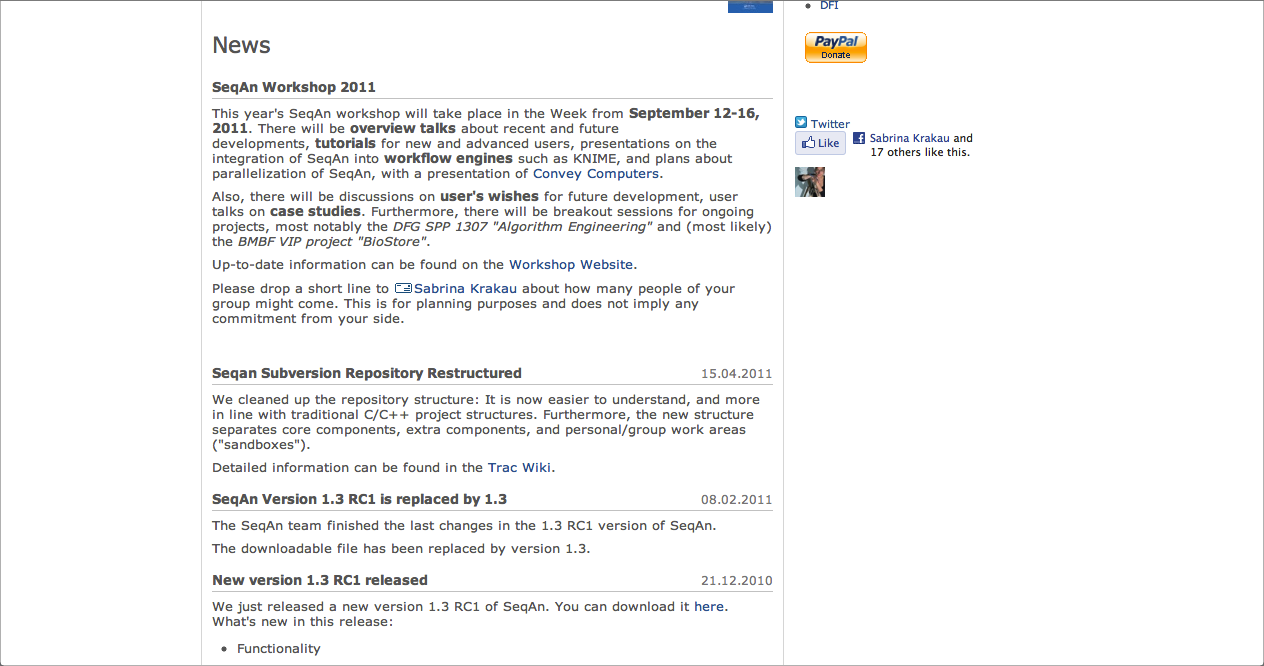 News
SeqAn Workshop 2011
This year's SeqAn workshop will take place in the Week from September 12-16,
2011. There will be overview talks about recent and future
developments, tutorials for new and advanced users, presentations on the
integration of SeqAn into workflow engines such as KNIME, and plans about
parallelization of SeqAn, with a presentation of Convey Computers.
Also, there will be discussions on user's wishes for future development, user
talks on case studies. Furthermore, there will be breakout sessions for ongoing
projects, most notably the DFG SPP 1307 "Algorithm Engineering" and (most likely)
the BMBF VIP project "BioStore".
Up-to-date information can be found on the Workshop Website.
Please drop a short line to Sabrina Krakau about how many people of your
group might come. This is for planning purposes and does not imply any
commitment from your side.
Seqan Subversion Repository Restructured 15.04.2011
We cleaned up the repository structure: It is now easier to understand, and more
in line with traditional C/C++ project structures. Furthermore, the new structure
separates core components, extra components, and personal/group work areas
("sandboxes").
Detailed information can be found in the Trac Wiki.
SeqAn Version 1.3 RC1 is replaced by 1.3 08.02.2011
The SeqAn team finished the last changes in the 1.3 RC1 version of SeqAn.
The downloadable file has been replaced by version 1.3.
New version 1.3 RC1 released 21.12.2010
We just released a new version 1.3 RC1 of SeqAn. You can download it here.
What's new in this release:
• Functionality
• DFI
PayPal
Donate
Twitter
Like
Sabrina Krakau and
17 others like this.